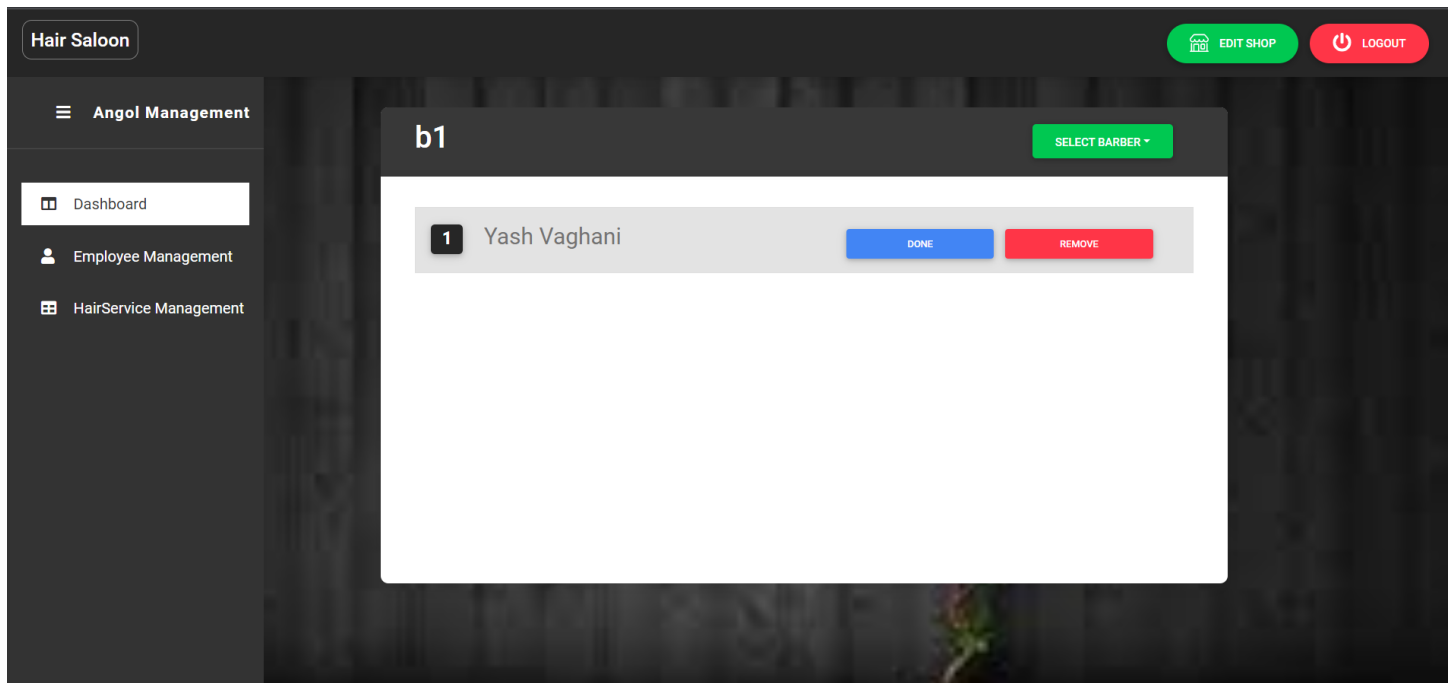 Hair Saloon
EDIT SHOP
LOGOUT
Angol Management
b1
SELECT BARBER
Dashboard
1 Yash Vaghani DONE REMOVE
Employee Management
HairService Management